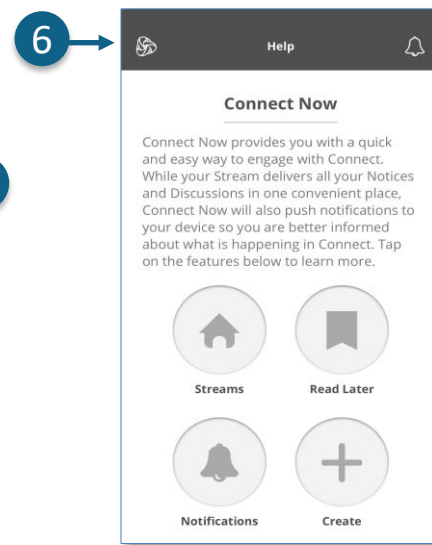 6
Help
Connect Now
Connect Now provides you with a quick
and easy way to engage with Connect.
While your Stream delivers all your Notices
and Discussions in one convenient place,
Connect Now will also push notifications to
your device so you are better informed
about what is happening in Connect. Tap
on the features below to learn more.
Streams
Read Later
Notifications
Create